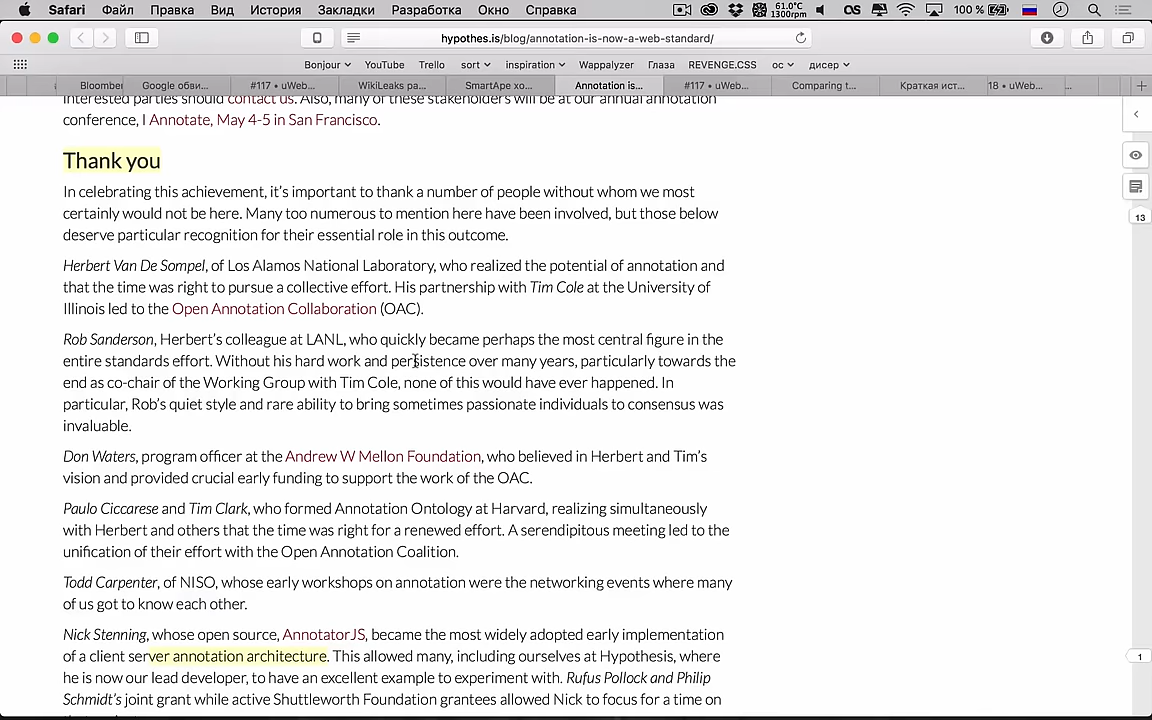 Safari Файл Правка Вид История Закладки Разработка Окно Справка 61.0°C 1300rpm 100 %
hypothes.is/blog/annotation-is-now-a-web-standard/
Bonjour YouTube Trello sort inspiration Wappalyzer Глаза REVENGE.CSS ос дисер
Bloomber Google обви... #117 • uWeb... WikiLeaks pa... SmartApe хо... Annotation is... #117 • uWeb... Comparing t... Краткая ист... 18 • uWeb...
interested parties should contact us. Also, many of these stakeholders will be at our annual annotation
conference, I Annotate, May 4-5 in San Francisco.
Thank you
In celebrating this achievement, it's important to thank a number of people without whom we most
certainly would not be here. Many too numerous to mention here have been involved, but those below
deserve particular recognition for their essential role in this outcome.
13
Herbert Van De Sompel, of Los Alamos National Laboratory, who realized the potential of annotation and
that the time was right to pursue a collective effort. His partnership with Tim Cole at the University of
Illinois led to the Open Annotation Collaboration (OAC).
Rob Sanderson, Herbert's colleague at LANL, who quickly became perhaps the most central figure in the
entire standards effort. Without his hard work and persistence over many years, particularly towards the
end as co-chair of the Working Group with Tim Cole, none of this would have ever happened. In
particular, Rob's quiet style and rare ability to bring sometimes passionate individuals to consensus was
invaluable.
Don Waters, program officer at the Andrew W Mellon Foundation, who believed in Herbert and Tim's
vision and provided crucial early funding to support the work of the OAC.
Paulo Ciccarese and Tim Clark, who formed Annotation Ontology at Harvard, realizing simultaneously
with Herbert and others that the time was right for a renewed effort. A serendipitous meeting led to the
unification of their effort with the Open Annotation Coalition.
Todd Carpenter, of NISO, whose early workshops on annotation were the networking events where many
of us got to know each other.
Nick Stenning, whose open source, AnnotatorJS, became the most widely adopted early implementation
of a client server annotation architecture. This allowed many, including ourselves at Hypothesis, where
1
he is now our lead developer, to have an excellent example to experiment with. Rufus Pollock and Philip
Schmidt's joint grant while active Shuttleworth Foundation grantees allowed Nick to focus for a time on